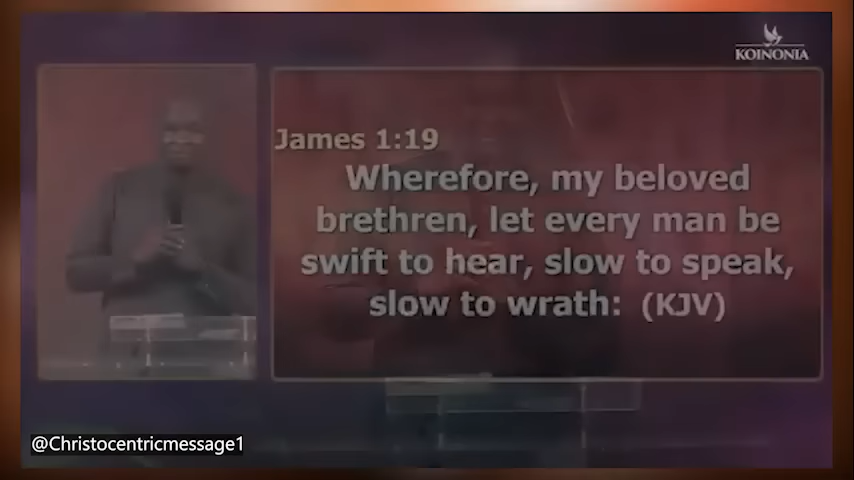 KOINONIA
James 1:19
Wherefore, my beloved
brethren, let every man be
swift to hear, slow to speak,
slow to wrath: (KJV)
@Christocentricmessage1